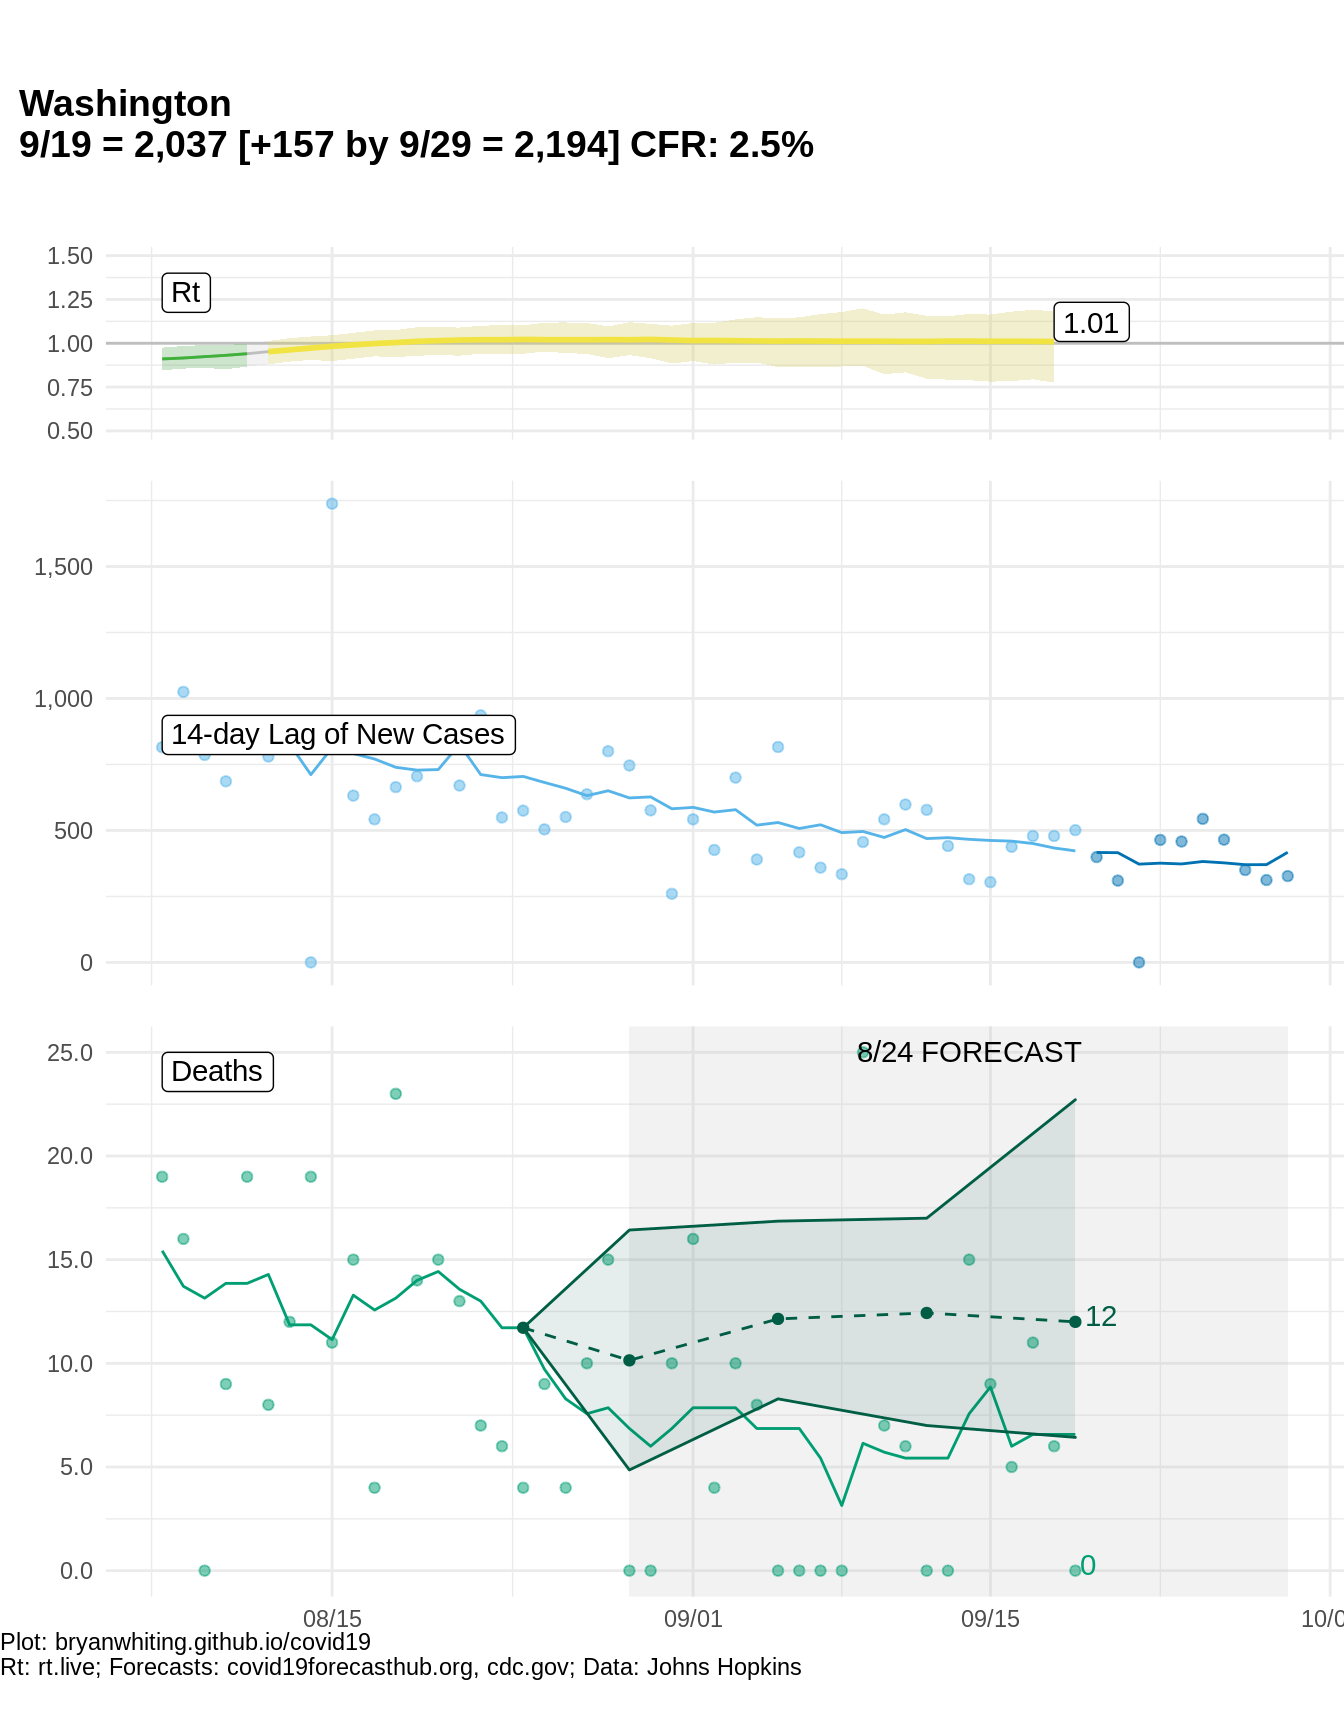 Washington
9/19 = 2,037 [+157 by 9/29 = 2,194] CFR: 2.5%
1.50
1.25
1.00
0.75
0.50
Rt
1.01
1,500
1,000
500
0
14-day Lag of New Cases
25.0
20.0
15.0
10.0
5.0
0.0
Deaths
8/24 FORECAST
12
0
08/15
09/01
09/15
10/0
Plot: bryanwhiting.github.io/covid19
Rt: rt.live; Forecasts: covid19forecasthub.org, cdc.gov; Data: Johns Hopkins